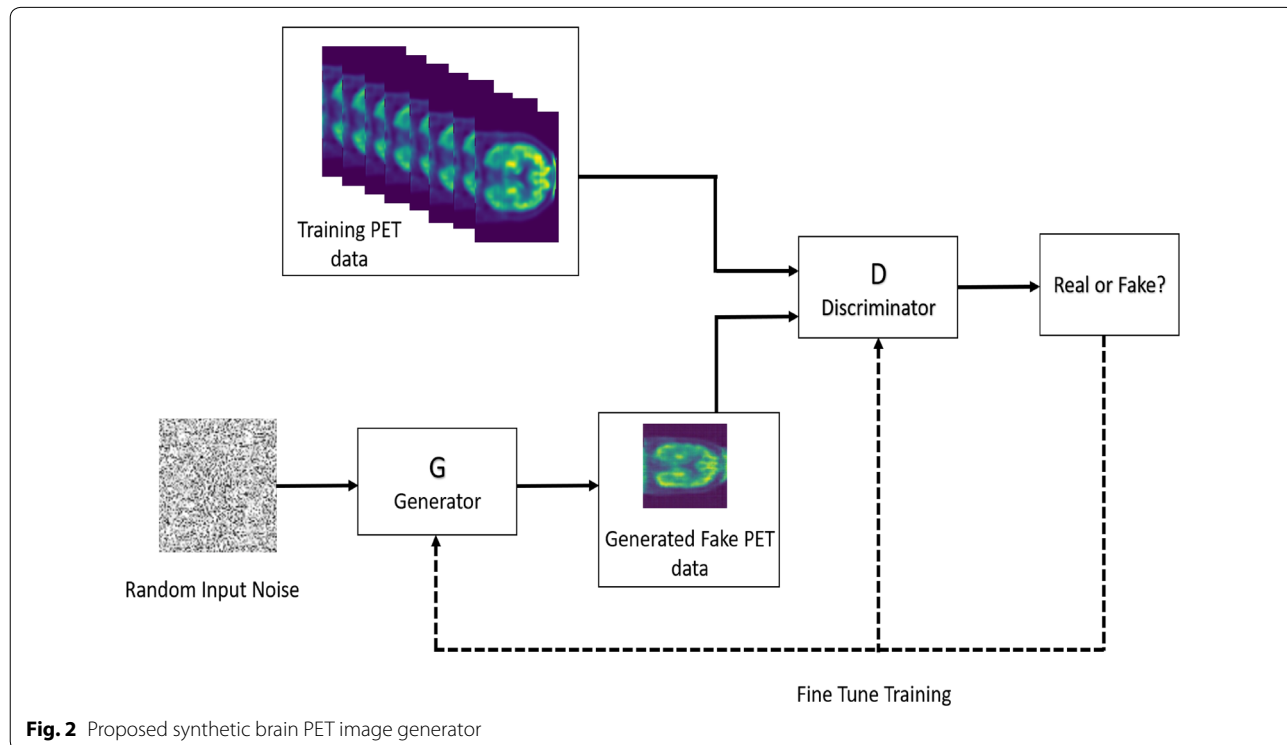 Training PET
data
D
Discriminator
Real or Fake?
G
Generator
Generated Fake PET
data
Random Input Noise
Fine Tune Training
Fig. 2 Proposed synthetic brain PET image generator